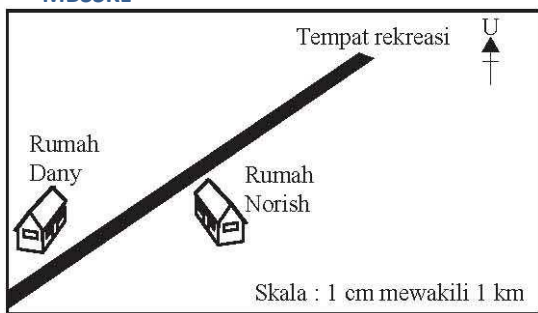 Tempat rekreasi
U
Rumah
Dany
Rumah
Norish
Skala : 1 cm mewakili 1 km